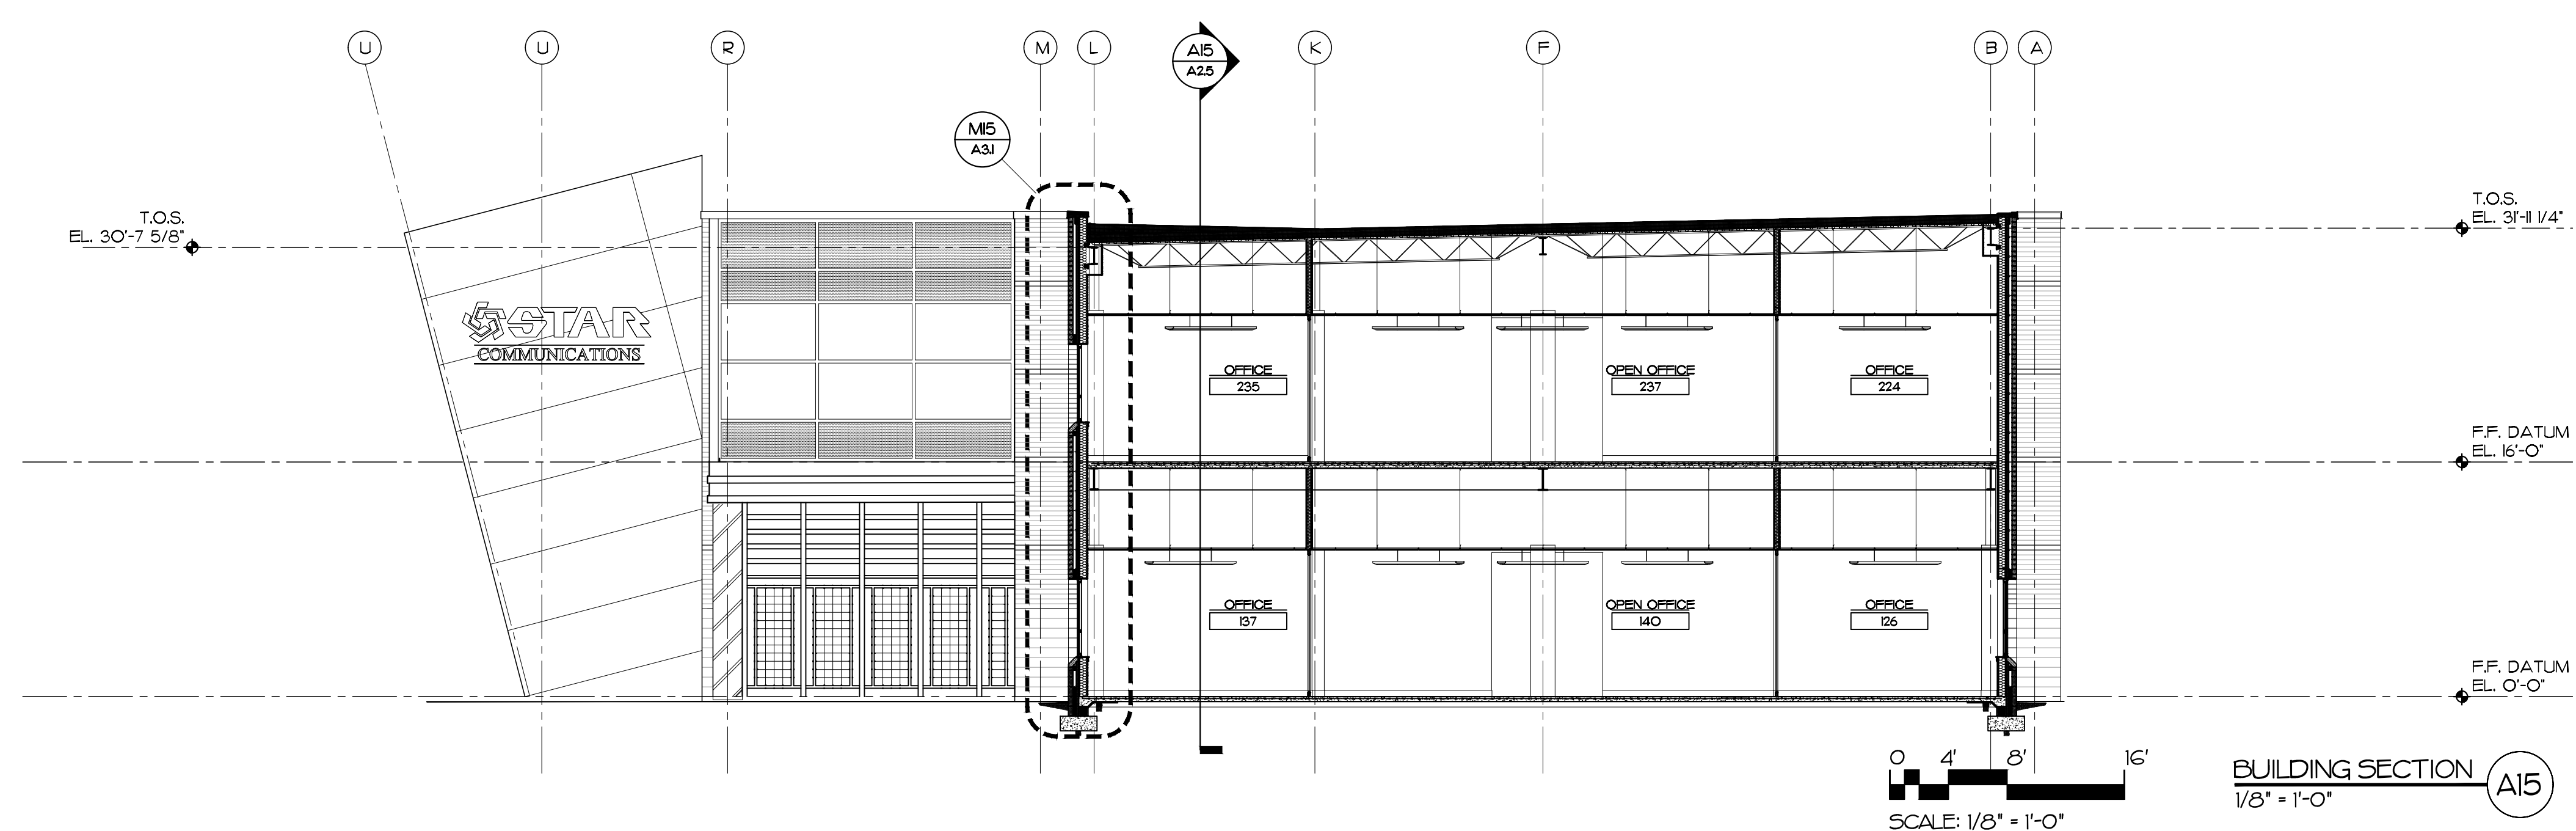 U U R M L K F B A
A15
A2.5
M15
A3.1
T.O.S.
EL. 30'-7 5/8"
T.O.S.
EL. 31'-11 1/4"
STAR
COMMUNICATIONS
OFFICE
235
OPEN OFFICE
237
OFFICE
224
F.F. DATUM
EL. 16'-0"
OFFICE
137
OPEN OFFICE
140
OFFICE
126
F.F. DATUM
EL. 0'-0"
0 4' 8' 16'
SCALE: 1/8" = 1'-0"
BUILDING SECTION
1/8" = 1'-0"
A15